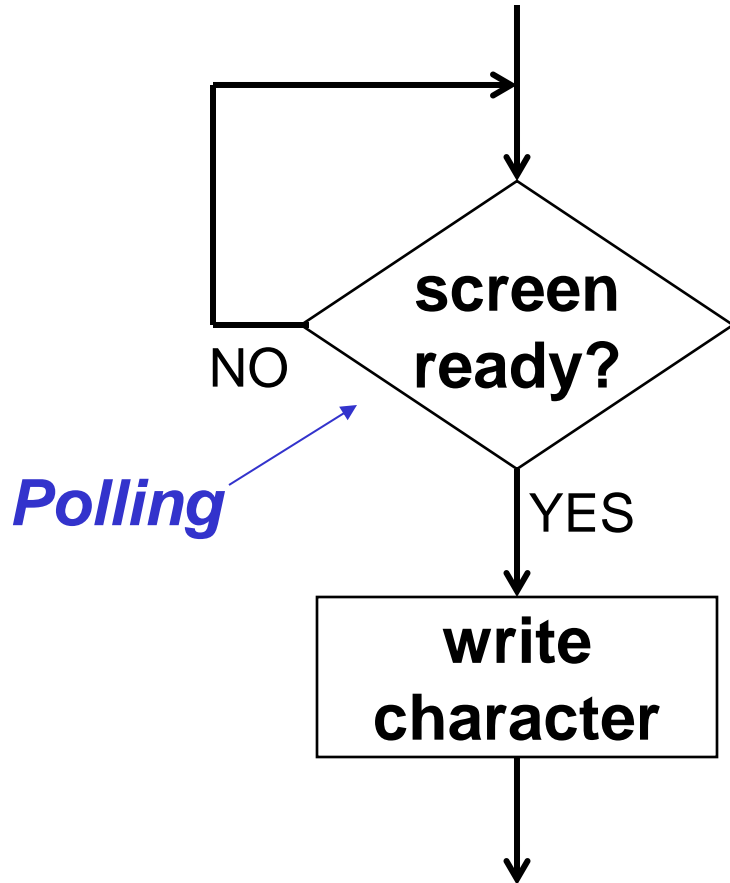 screen
ready?
NO
Polling
YES
write
character